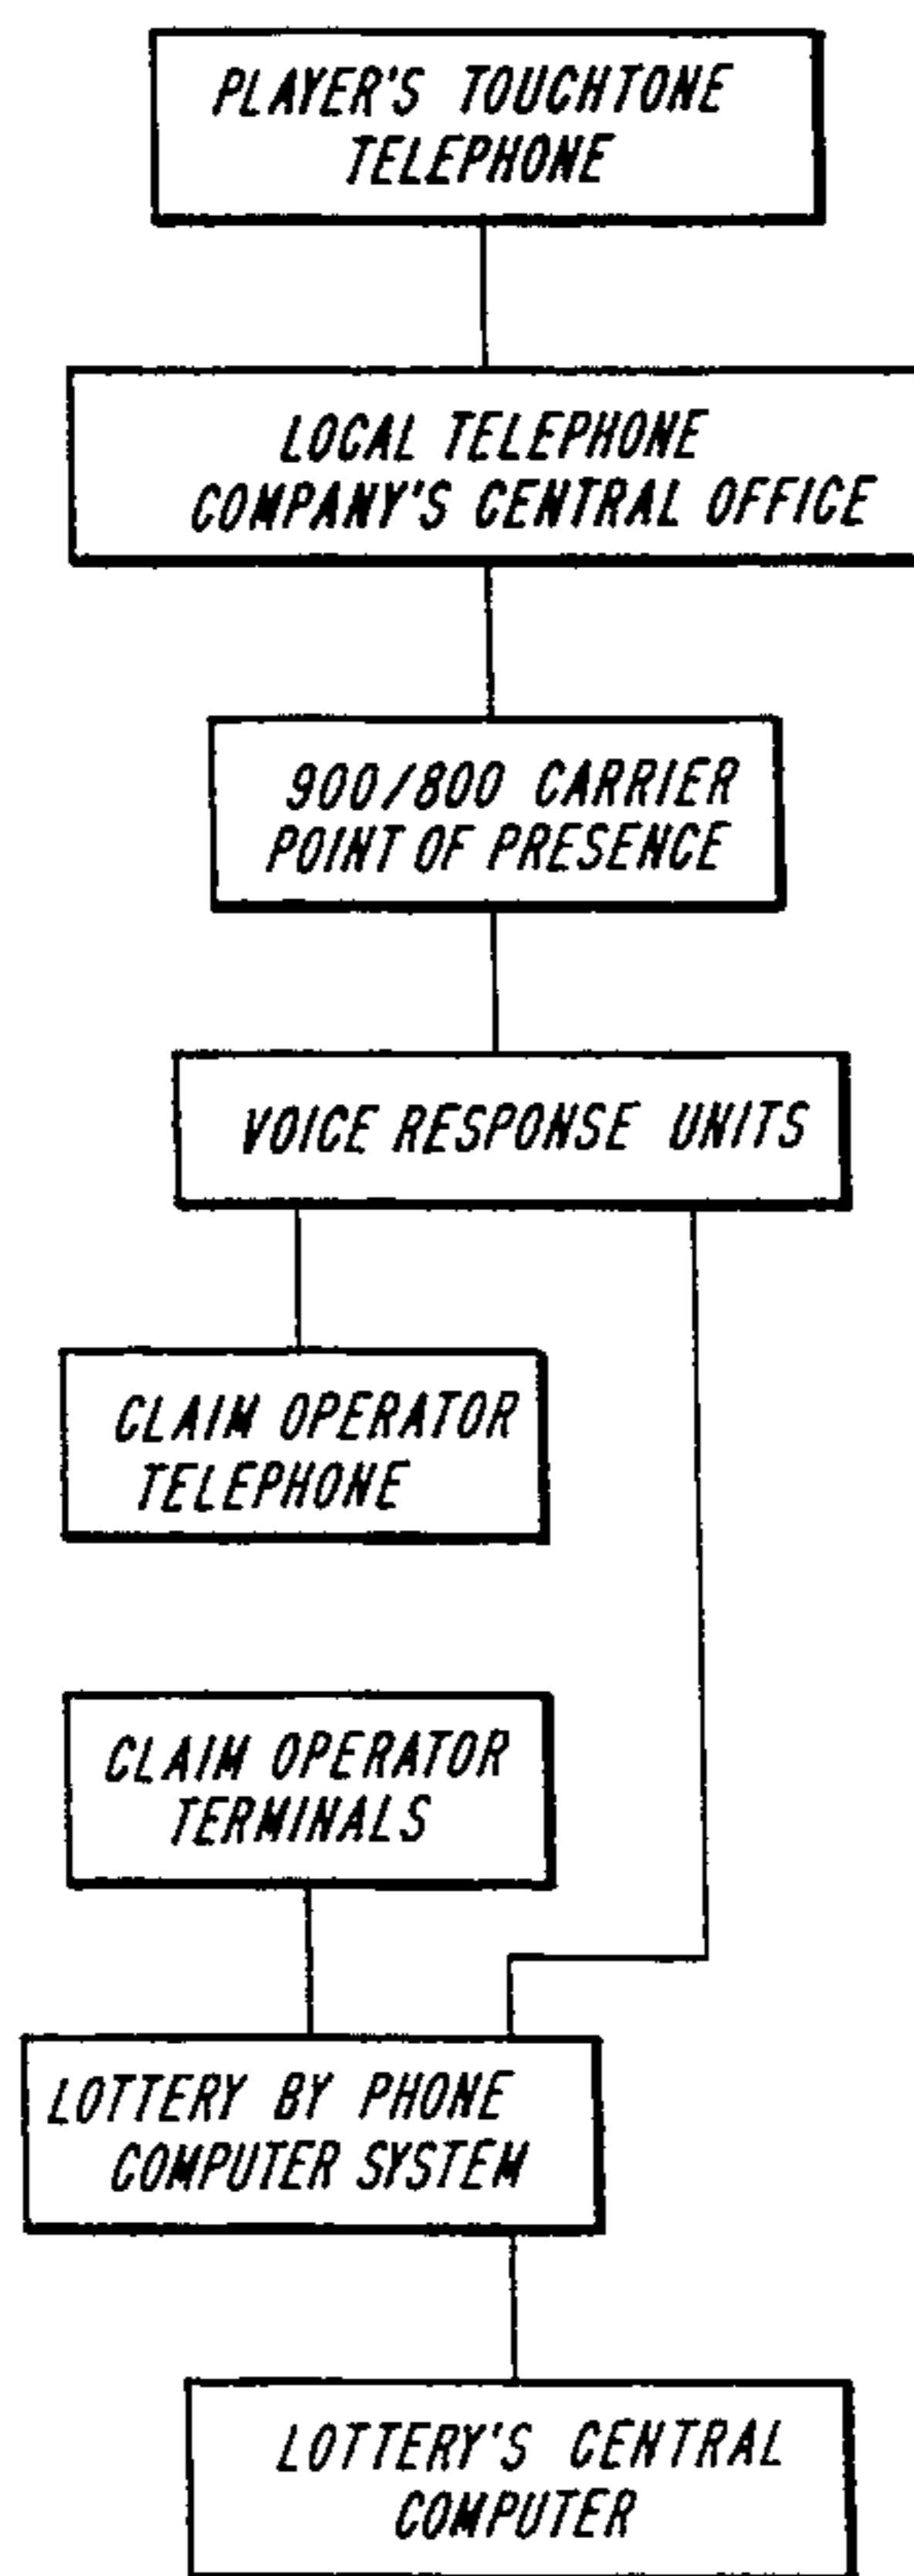 PLAYER'S TOUCHTONE
TELEPHONE
LOCAL TELEPHONE
COMPANY'S CENTRAL OFFICE
900/800 CARRIER
POINT OF PRESENCE
VOICE RESPONSE UNITS
CLAIM OPERATOR
TELEPHONE
CLAIM OPERATOR
TERMINALS
LOTTERY BY PHONE
COMPUTER SYSTEM
LOTTERY'S CENTRAL
COMPUTER